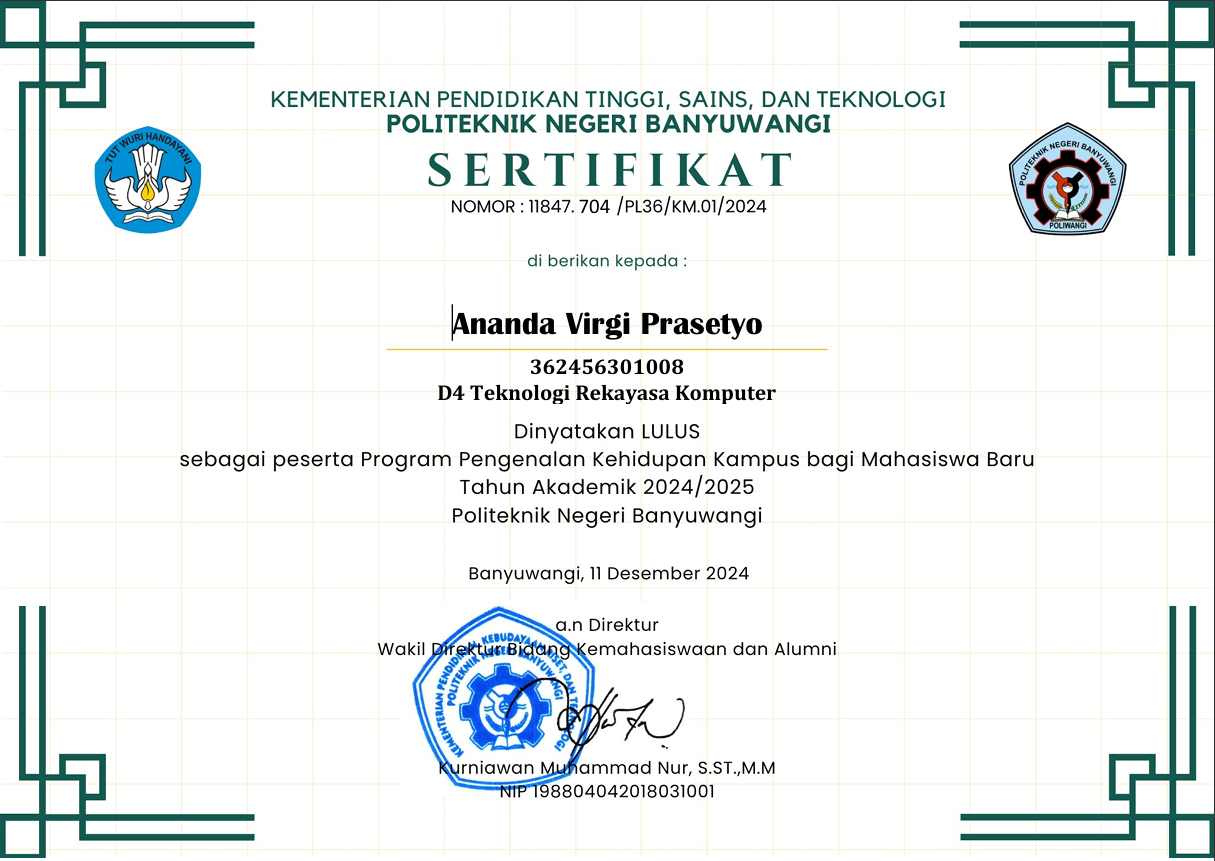 KEMENTERIAN PENDIDIKAN TINGGI, SAINS, DAN TEKNOLOGI
POLITEKNIK NEGERI BANYUWANGI
SERTIFIKAT
NOMOR : 11847. 704 /PL36/KM.01/2024
TUT WURI HANDAYANI
POLITEKNIK NEGERI BANYUWANGI
POLIWANGI
di berikan kepada :
Ananda Virgi Prasetyo
362456301008
D4 Teknologi Rekayasa Komputer
Dinyatakan LULUS
sebagai peserta Program Pengenalan Kehidupan Kampus bagi Mahasiswa Baru
Tahun Akademik 2024/2025
Politeknik Negeri Banyuwangi
Banyuwangi, 11 Desember 2024
a.n Direktur
Wakil Direktur Bidang Kemahasiswaan dan Alumni
KEMENTERIAN PENDIDIKAN, KEBUDAYAAN, RISET, DAN TEKNOLOGI
POLITEKNIK NEGERI BANYUWANGI
Kurniawan Muhammad Nur, S.ST.,M.M
NIP 198804042018031001